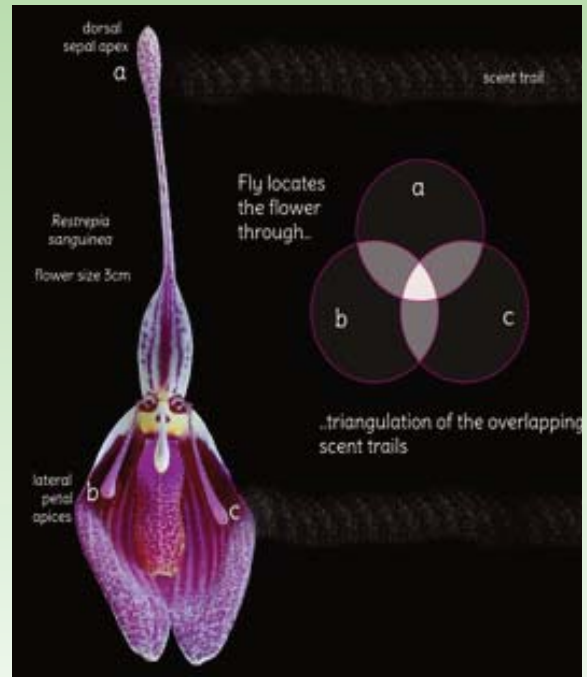 dorsal
sepal apex
a
scent trail
Fly locates
the flower
through..
a
b
c
Restrepia
sanguinea
flower size 3cm
..triangulation of the overlapping
scent trails
lateral
petal
apices
b
c